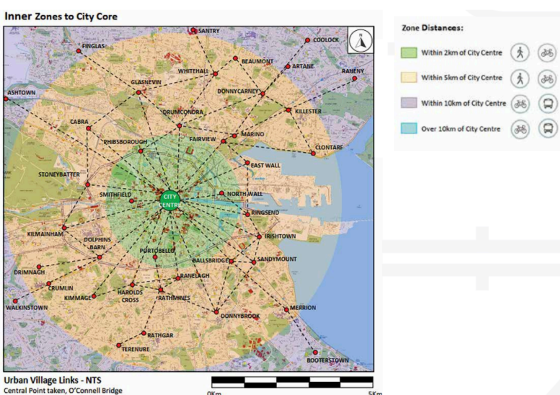 Inner Zones to City Core
SANTRY
FINGLAS
COOLOCK
BEAUMONT
ARTANE
WHITEHALL
RAHENY
GLASNEVIN
DONNYCARNEY
ASHTOWN
DRUMCONDRA
KILLESTER
CABRA
MARINO
PHIBSBOROUGH
FAIRVIEW
CLONTARF
EAST WALL
STONEYBATTER
SMITHFIELD
NORTH WALL
CITY
CENTRE
RINGSEND
KILMAINHAM
IRISHTOWN
DOLPHINS
BARN
PORTOBELLO
BALLSBRIDGE
SANDYMOUNT
DRIMNAGH
RANELAGH
CRUMLIN
HAROLDS
CROSS
RATHMINES
KIMMAGE
WALKINSTOWN
MERRION
DONNYBROOK
RATHGAR
TERENURE
BOOTERSTOWN
Urban Village Links - NTS
Central Point taken, O'Connell Bridge
0Km
5Km
Zone Distances:
Within 2km of City Centre
Within 5km of City Centre
Within 10km of City Centre
Over 10km of City Centre